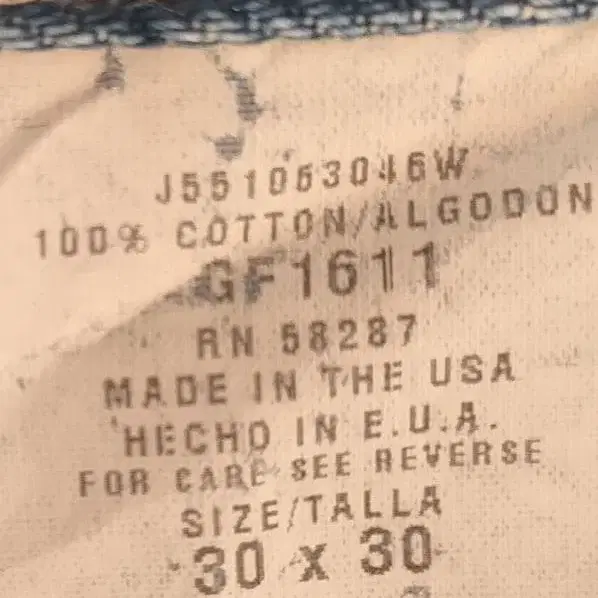 J551053046W
100% COTTON/ALGODON
GF1611
RN 58287
MADE IN THE USA
HECHO IN E.U.A.
FOR CARE SEE REVERSE
SIZE/TALLA
30 x 30